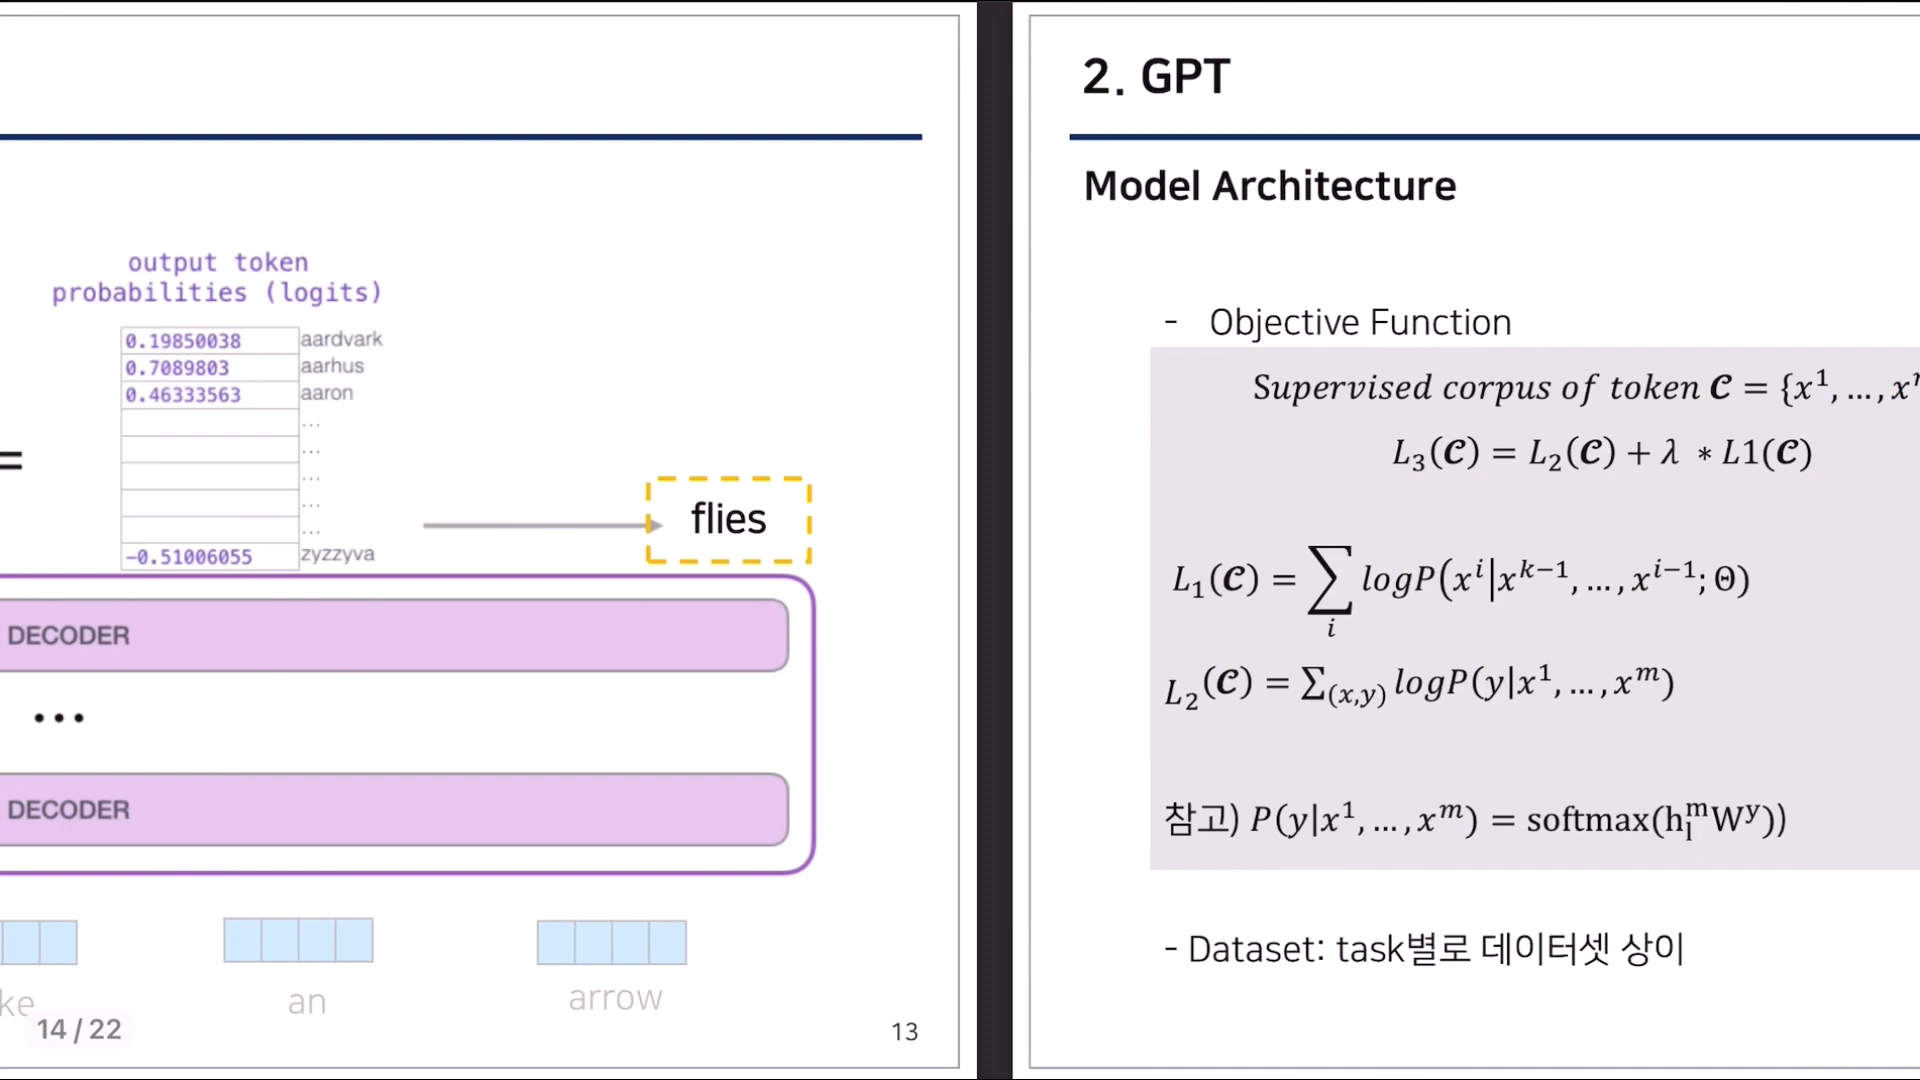 output token
probabilities (logits)
0.19850038 aardvark
0.7089803 aarhus
0.46333563 aaron
...
...
...
...
...
-0.51006055 zyzzyva
=
flies
DECODER
...
DECODER
ke an arrow
14 / 22
13
2. GPT
Model Architecture
- Objective Function
Supervised corpus of token 𝓒 = {x¹, …, x
L₃(𝓒) = L₂(𝓒) + λ * L1(𝓒)
L₁(𝓒) = ∑ᵢ logP(xⁱ|xᵏ⁻¹, …, xⁱ⁻¹; Θ)
L₂(𝓒) = Σ₍ₓ,ᵧ₎ logP(y|x¹, …, xᵐ)
참고) P(y|x¹, …, xᵐ) = softmax(hₗᵐWʸ))
- Dataset: task별로 데이터셋 상이